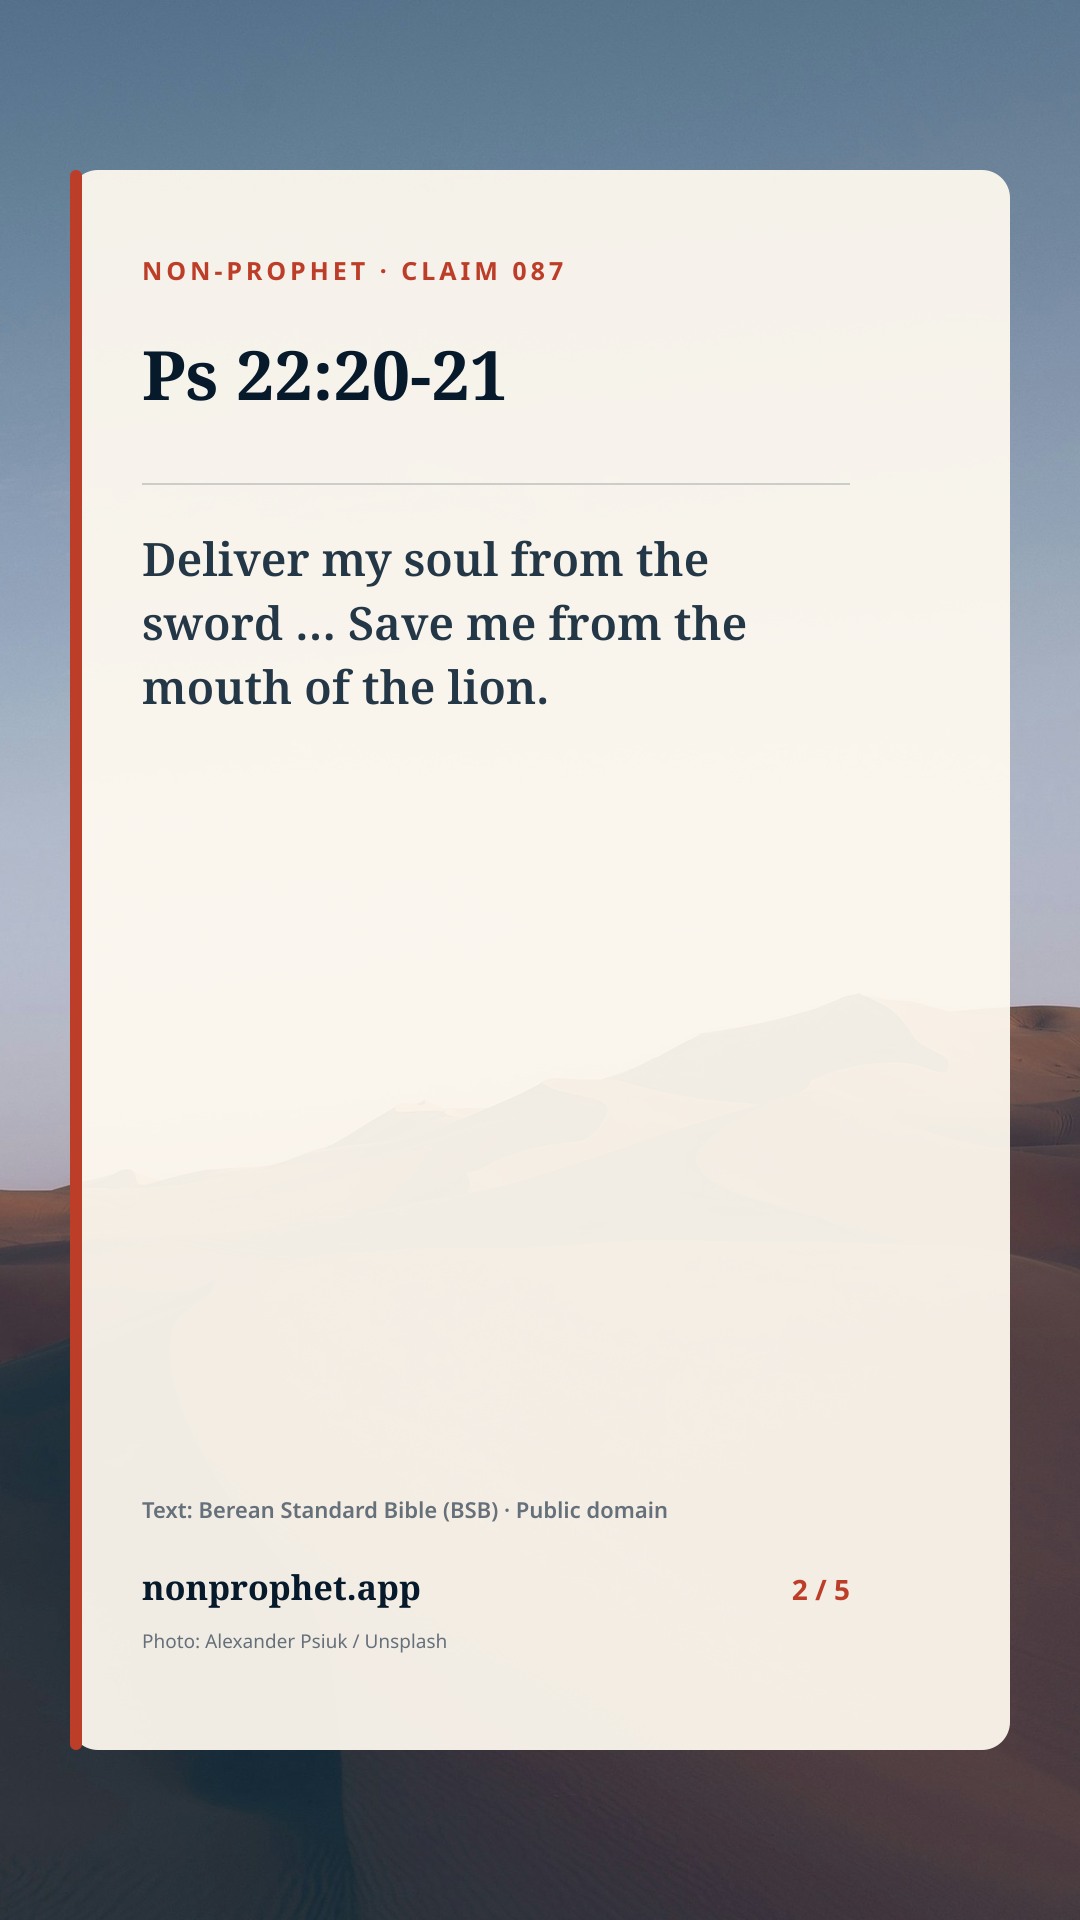 NON-PROPHET · CLAIM 087
Ps 22:20-21
Deliver my soul from the
sword ... Save me from the
mouth of the lion.
Text: Berean Standard Bible (BSB) · Public domain
nonprophet.app
2 / 5
Photo: Alexander Psiuk / Unsplash